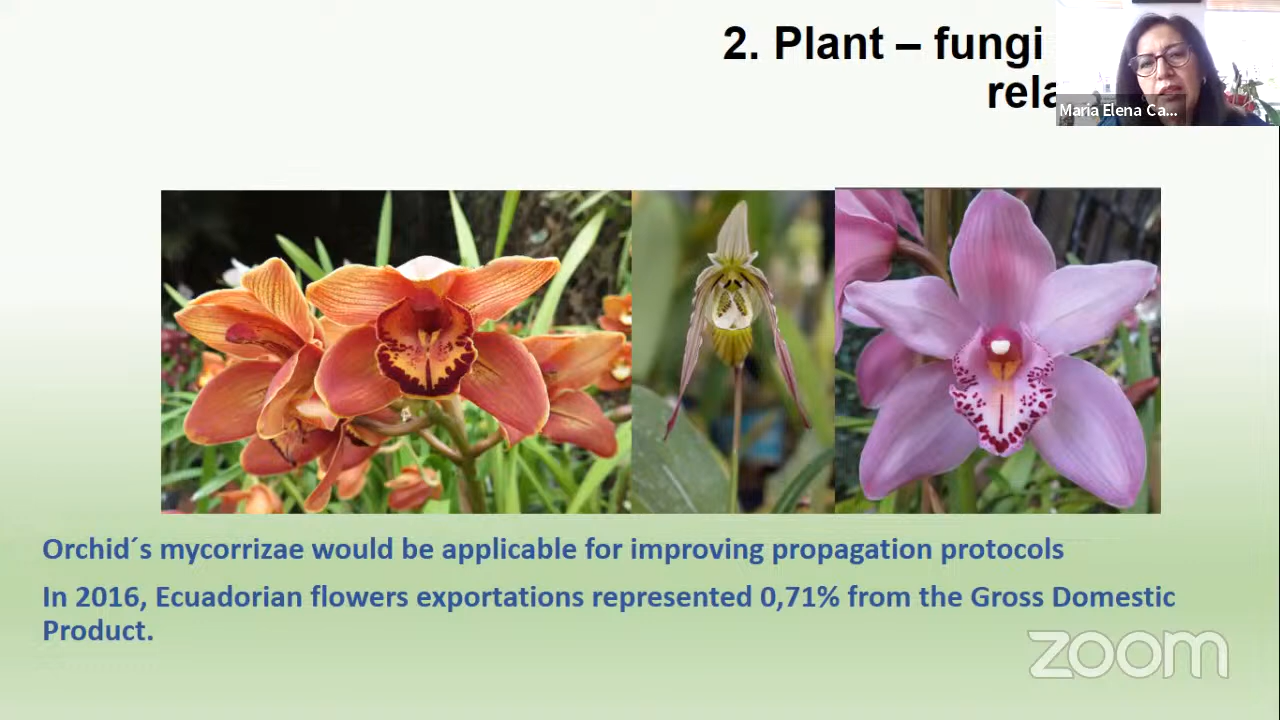 2. Plant – fungi
Maria Elena Ca...
Orchid´s mycorrizae would be applicable for improving propagation protocols
In 2016, Ecuadorian flowers exportations represented 0,71% from the Gross Domestic
Product.
zoom